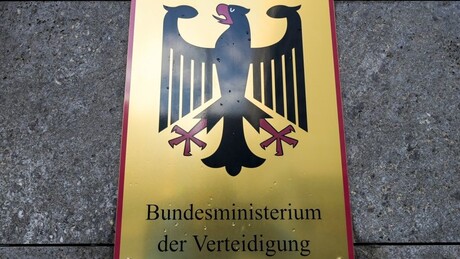 Bundesministerium
der Verteidigung